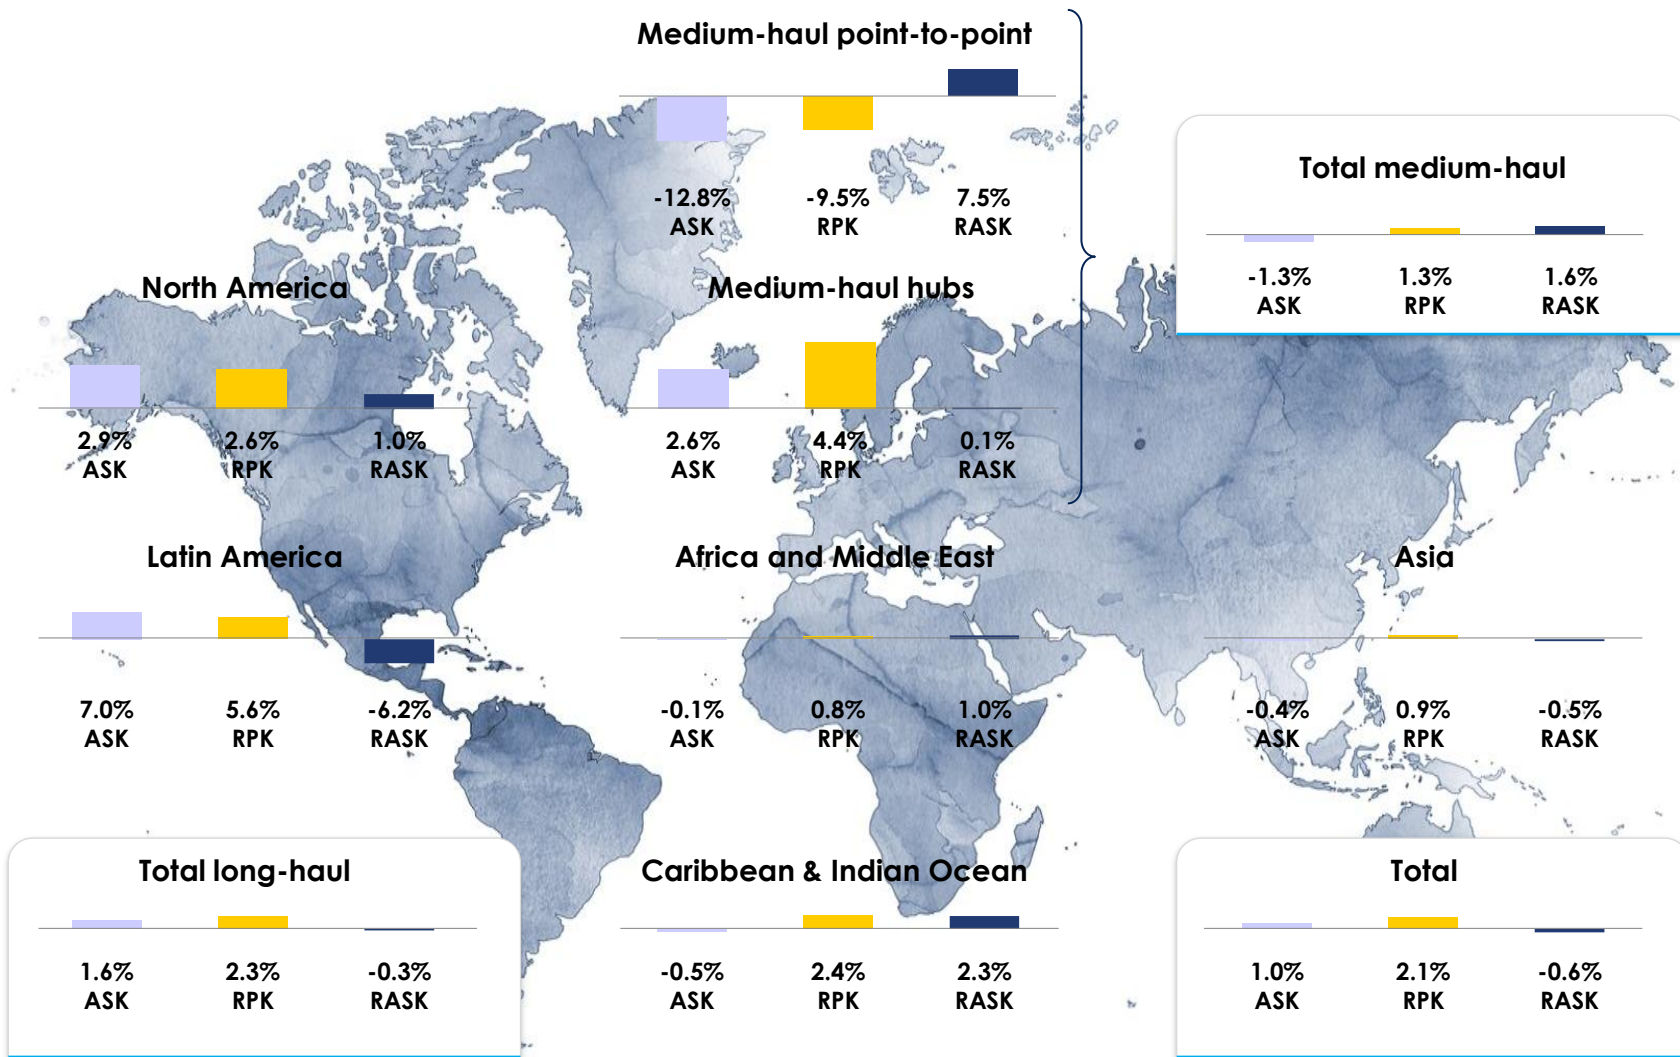 Medium-haul point-to-point
-12.8% -9.5% 7.5%
ASK RPK RASK
Total medium-haul
-1.3% 1.3% 1.6%
ASK RPK RASK
North America
2.9% 2.6% 1.0%
ASK RPK RASK
Medium-haul hubs
2.6% 4.4% 0.1%
ASK RPK RASK
Latin America
7.0% 5.6% -6.2%
ASK RPK RASK
Africa and Middle East
-0.1% 0.8% 1.0%
ASK RPK RASK
Asia
-0.4% 0.9% -0.5%
ASK RPK RASK
Total long-haul
1.6% 2.3% -0.3%
ASK RPK RASK
Caribbean & Indian Ocean
-0.5% 2.4% 2.3%
ASK RPK RASK
Total
1.0% 2.1% -0.6%
ASK RPK RASK